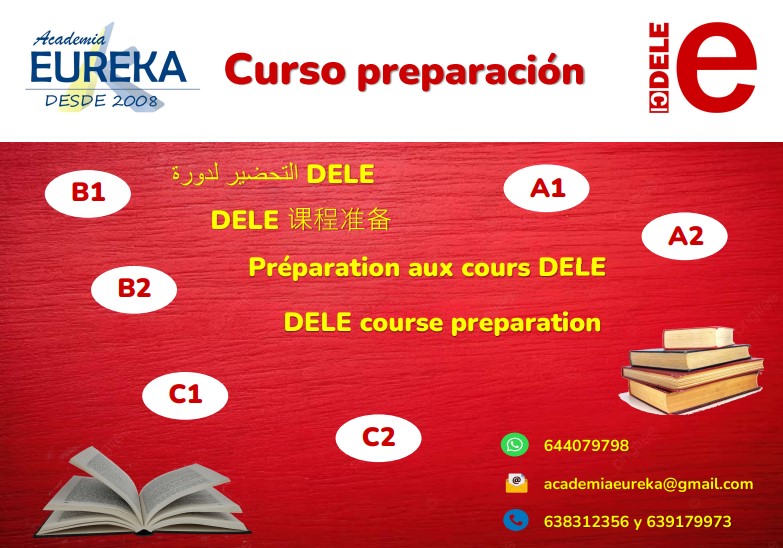 Academia
EUREKA
DESDE 2008
Curso preparación
DELE
e
B1
التحضير لدورة DELE
A1
DELE 课程准备
A2
Préparation aux cours DELE
B2
DELE course preparation
C1
C2
644079798
academiaeureka@gmail.com
638312356 y 639179973